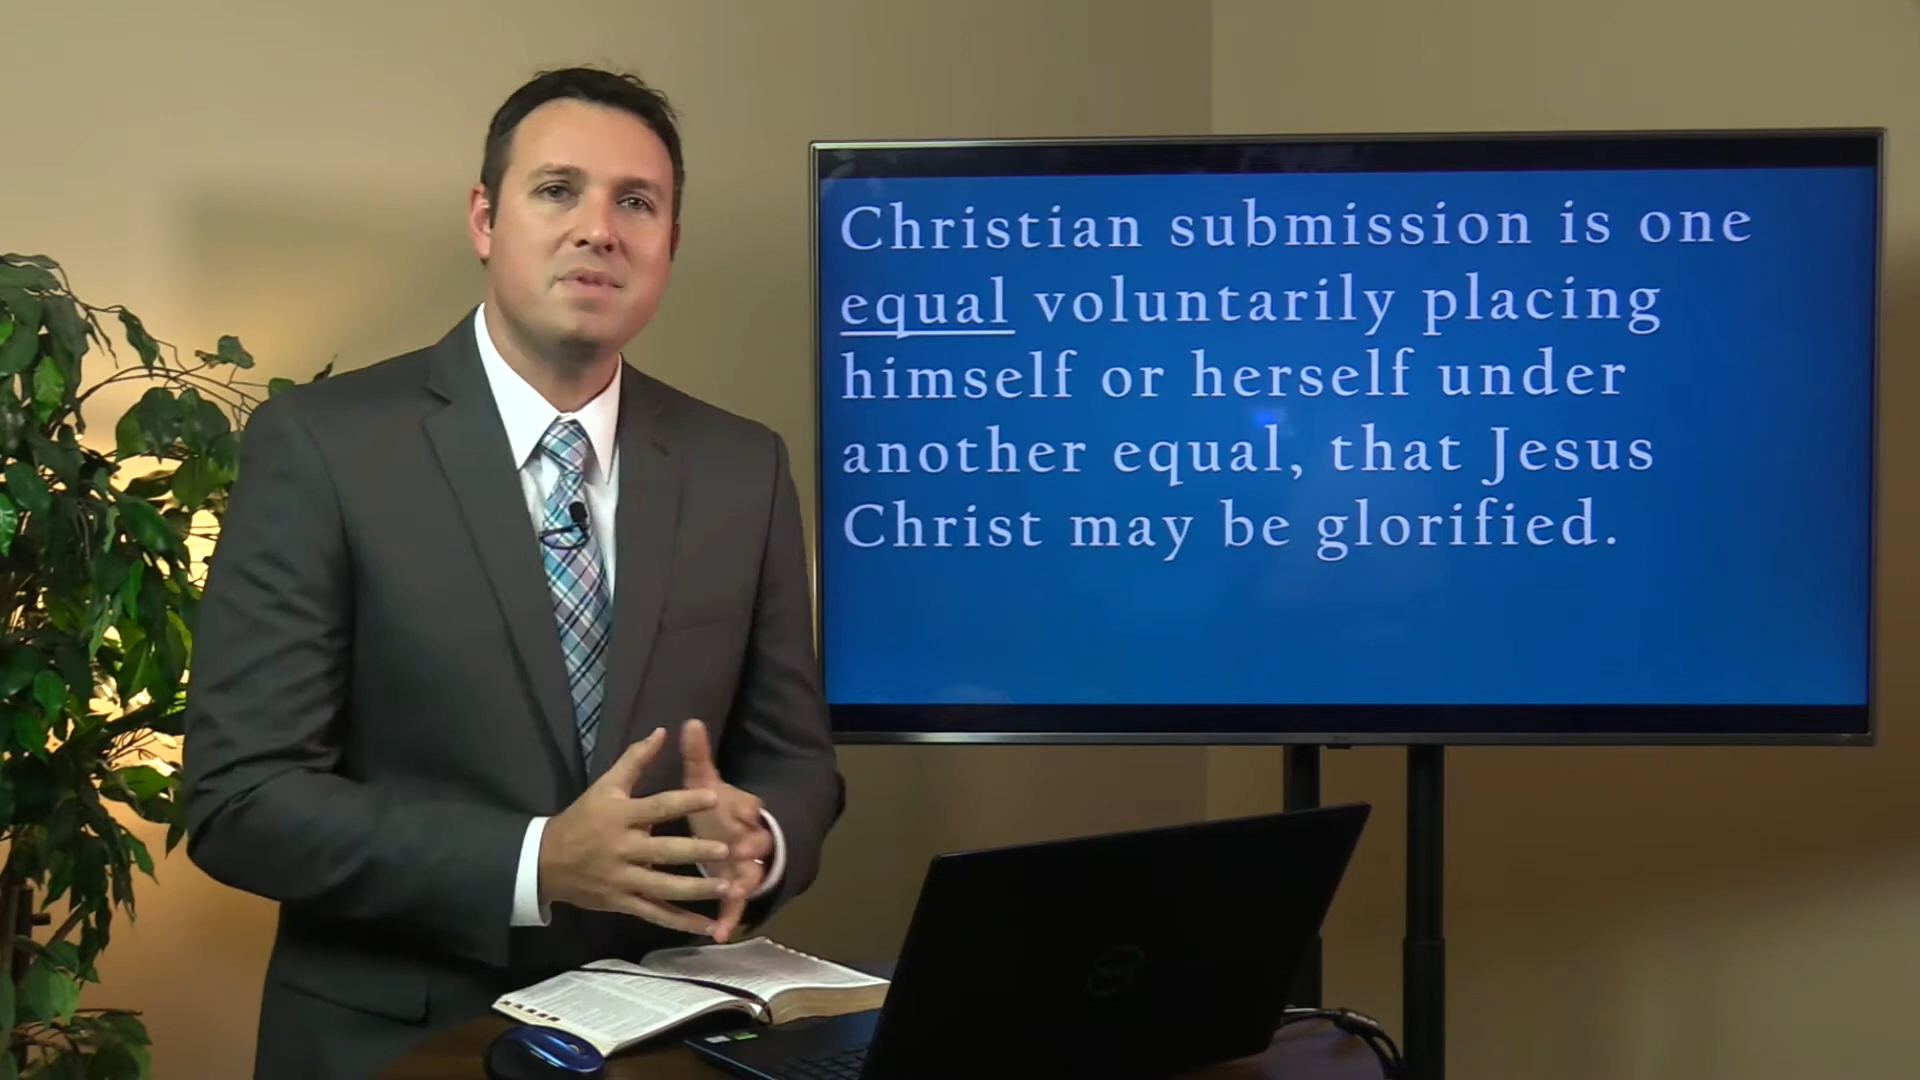 Christian submission is one
equal voluntarily placing
himself or herself under
another equal, that Jesus
Christ may be glorified.